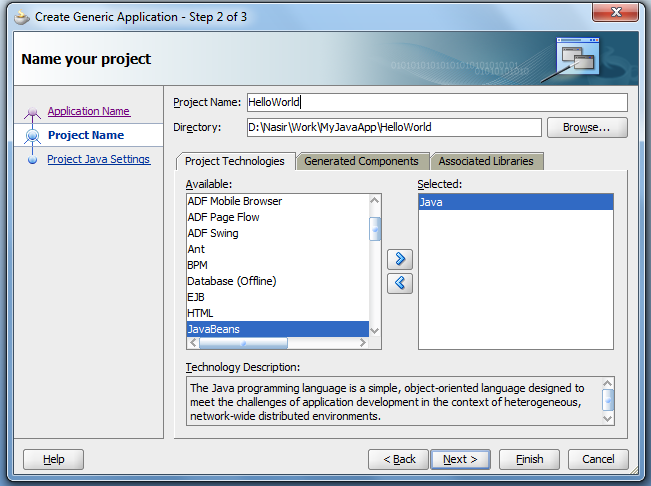 Create Generic Application - Step 2 of 3
Name your project
Application Name
Project Name
Project Java Settings
Project Name: HelloWorld
Directory: D:\Nasir\Work\MyJavaApp\HelloWorld Browse...
Project Technologies Generated Components Associated Libraries
Available:
ADF Mobile Browser
ADF Page Flow
ADF Swing
Ant
BPM
Database (Offline)
EJB
HTML
JavaBeans
Selected:
Java
Technology Description:
The Java programming language is a simple, object-oriented language designed to
meet the challenges of application development in the context of heterogeneous,
network-wide distributed environments.
Help < Back Next > Finish Cancel